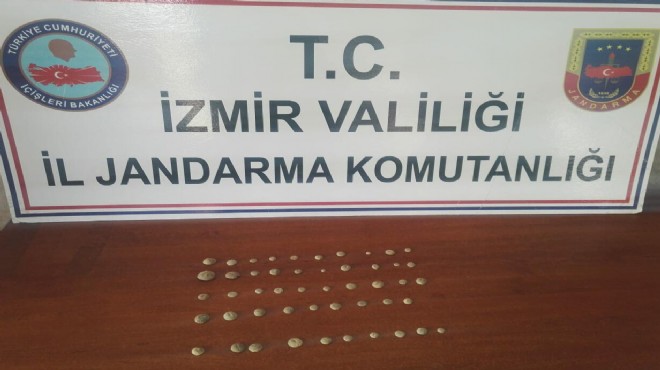 TÜRKİYE CUMHURİYETİ
İÇİŞLERİ BAKANLIĞI
T.C.
İZMİR VALİLİĞİ
İL JANDARMA KOMUTANLIĞI
JANDARMA